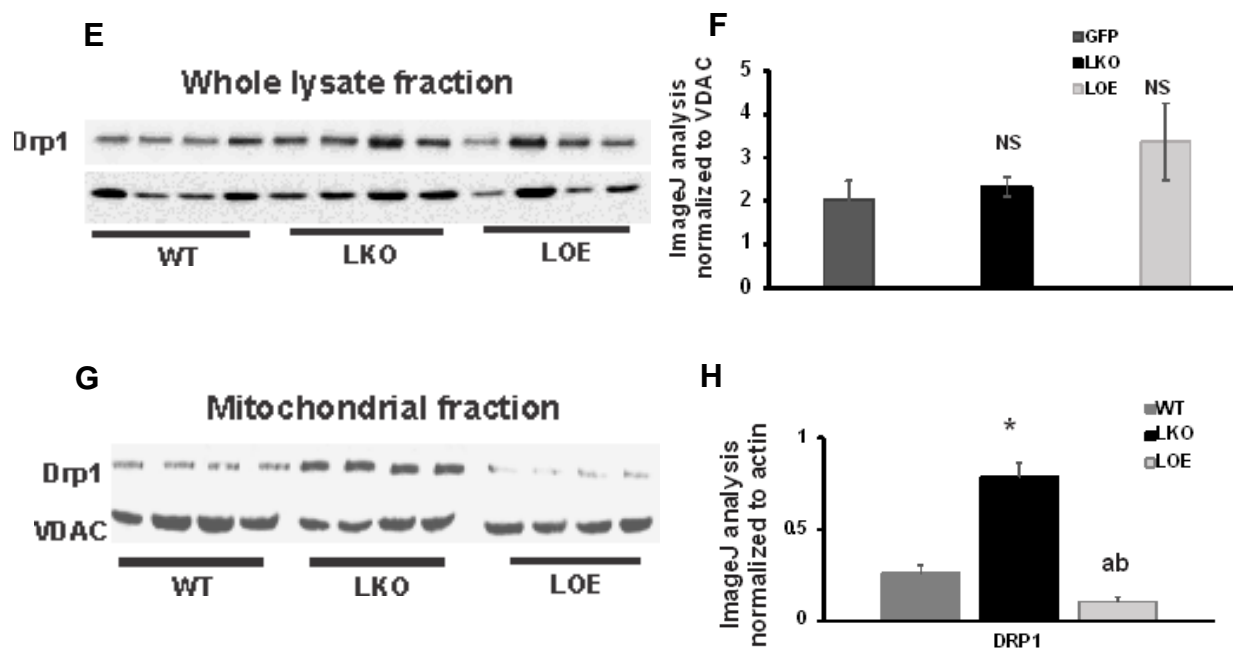 E
Whole lysate fraction
Drp1
WT LKO LOE
F
GFP
LKO
LOE
ImageJ analysis
normalized to VDAC
5
4
3
2
1
0
NS
NS
G
Mitochondrial fraction
Drp1
VDAC
WT LKO LOE
H
WT
LKO
LOE
ImageJ analysis
normalized to actin
1
0.5
0
*
ab
DRP1